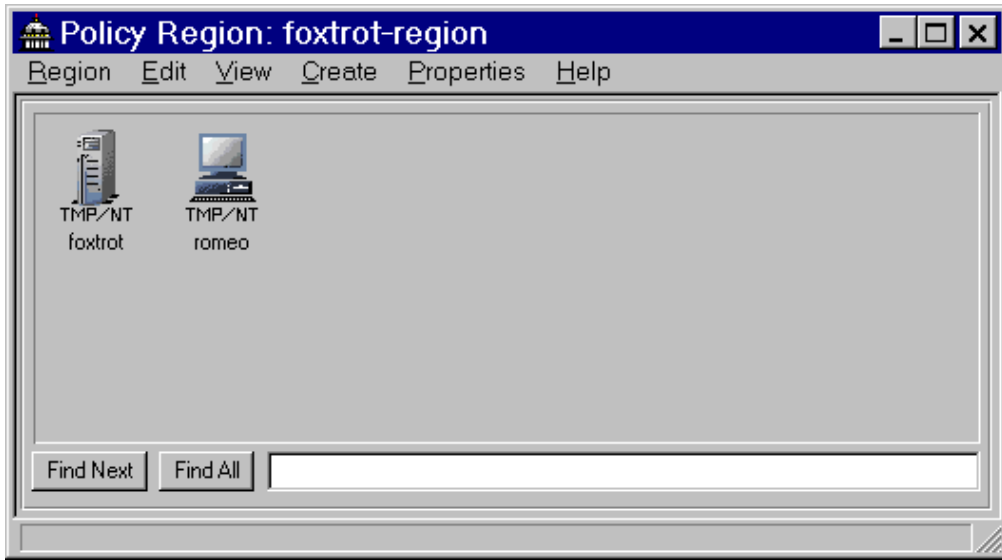 Policy Region: foxtrot-region
Region Edit View Create Properties Help
TMP/NT TMP/NT
foxtrot romeo
Find Next Find All